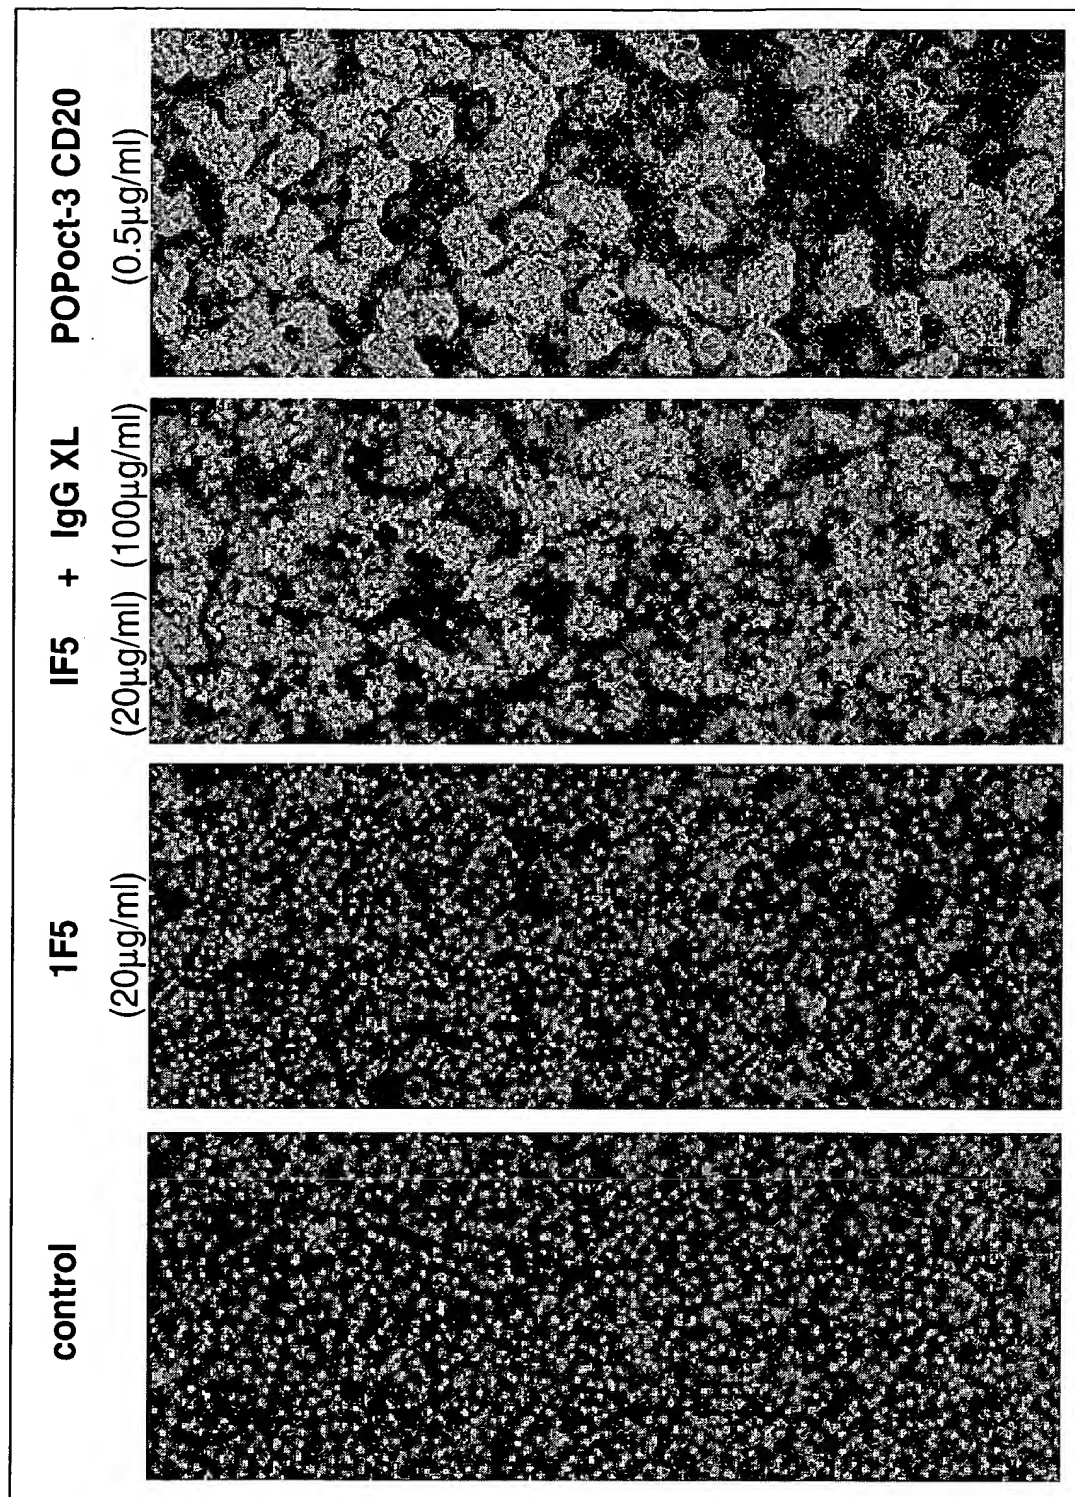 control
1F5
(20µg/ml)
IF5 + IgG XL
(20µg/ml) (100µg/ml)
POPoct-3 CD20
(0.5µg/ml)